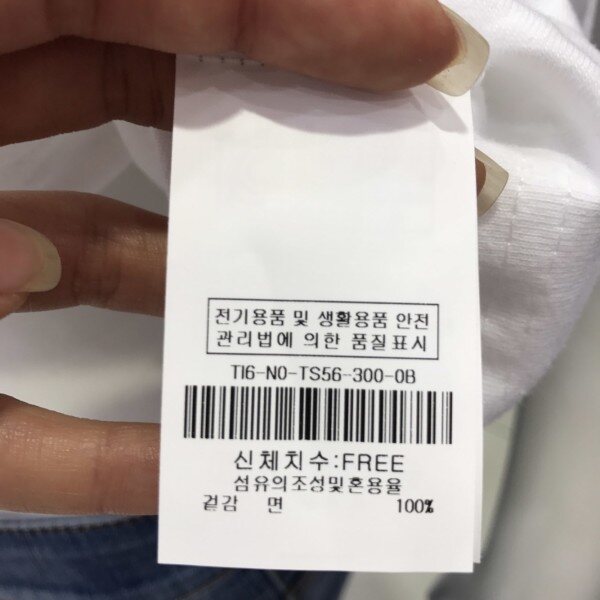 전기용품 및 생활용품 안전
관리법에 의한 품질표시
TI6-N0-TS56-300-0B
신체치수:FREE
섬유의조성및혼용율
겉감 면 100%